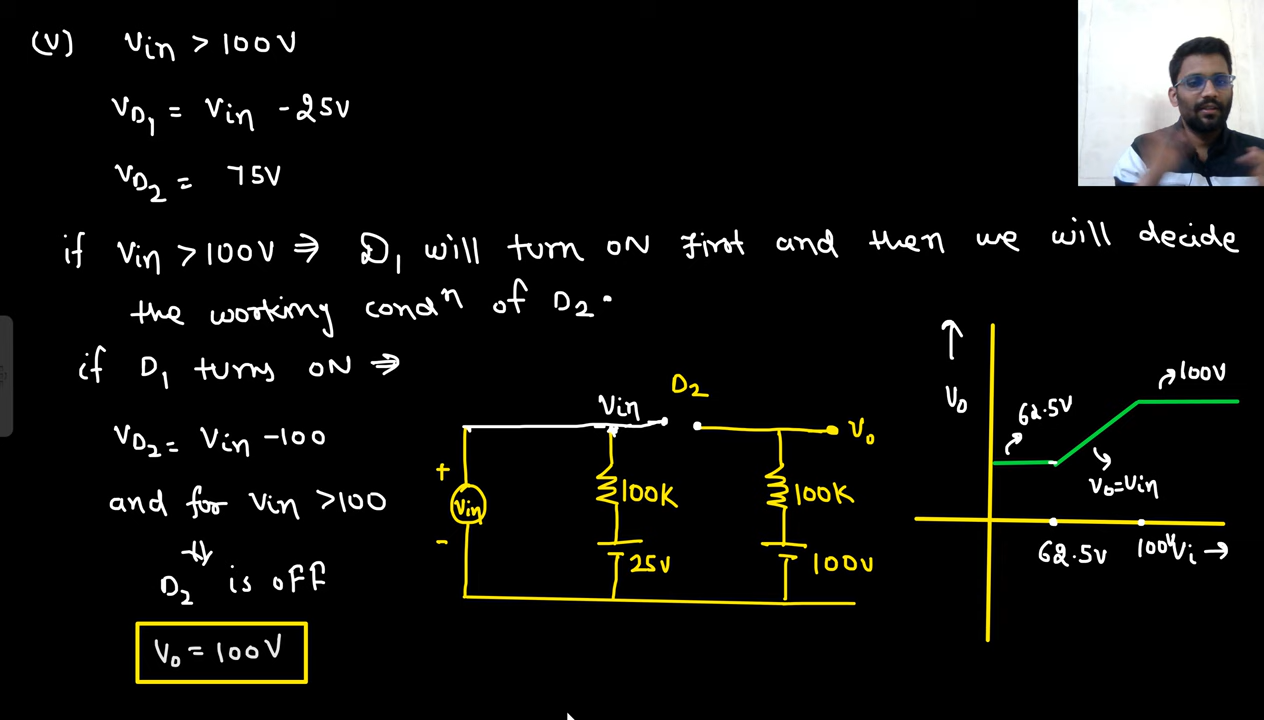 (V) Vin > 100V
VD1 = Vin - 25V
VD2 = 75V
if Vin > 100V ⇒ D1 will turn ON first and then we will decide
the working condn of D2.
if D1 turns ON ⇒
VD2 = Vin - 100
and for Vin > 100
⇓
D2 is off
V0 = 100V
Vin
D2
V0
+
Vin
-
100K
25V
100K
100V
V0
62.5V
100V
V0=Vin
62.5V
100V
Vi →